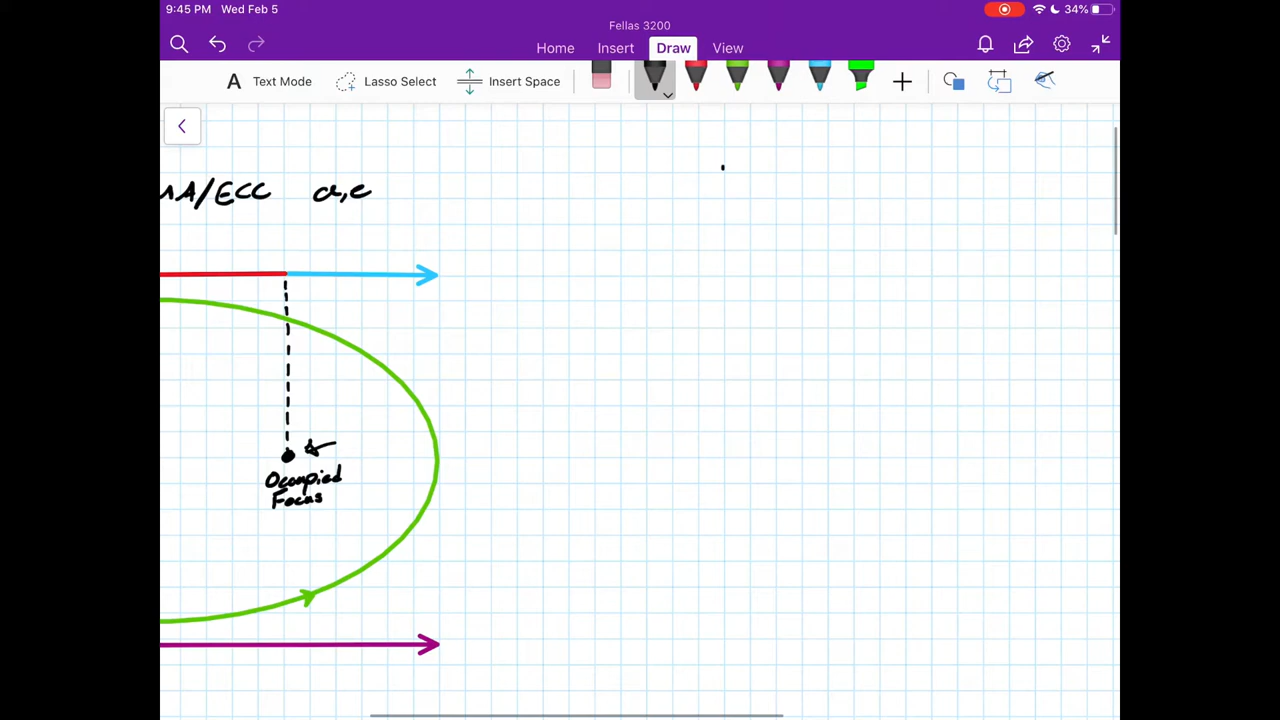 9:45 PM Wed Feb 5
34%
Fellas 3200
Home Insert Draw View
Text Mode Lasso Select Insert Space
MA/ECC a,e
Occupied
Focus